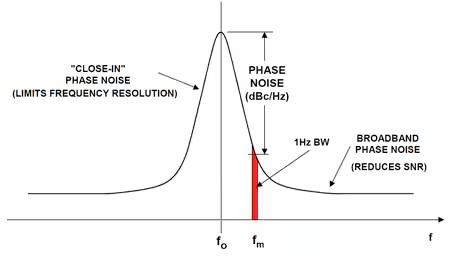 "CLOSE-IN"
PHASE NOISE
(LIMITS FREQUENCY RESOLUTION)
PHASE
NOISE
(dBc/Hz)
1Hz BW
BROADBAND
PHASE NOISE
(REDUCES SNR)
fo
fm
f